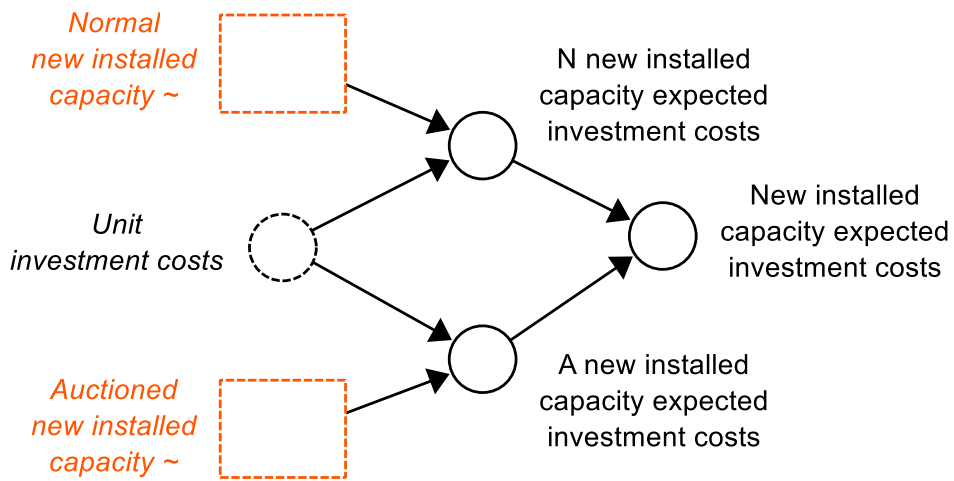 Normal
new installed
capacity ~
N new installed
capacity expected
investment costs
Unit
investment costs
New installed
capacity expected
investment costs
Auctioned
new installed
capacity ~
A new installed
capacity expected
investment costs